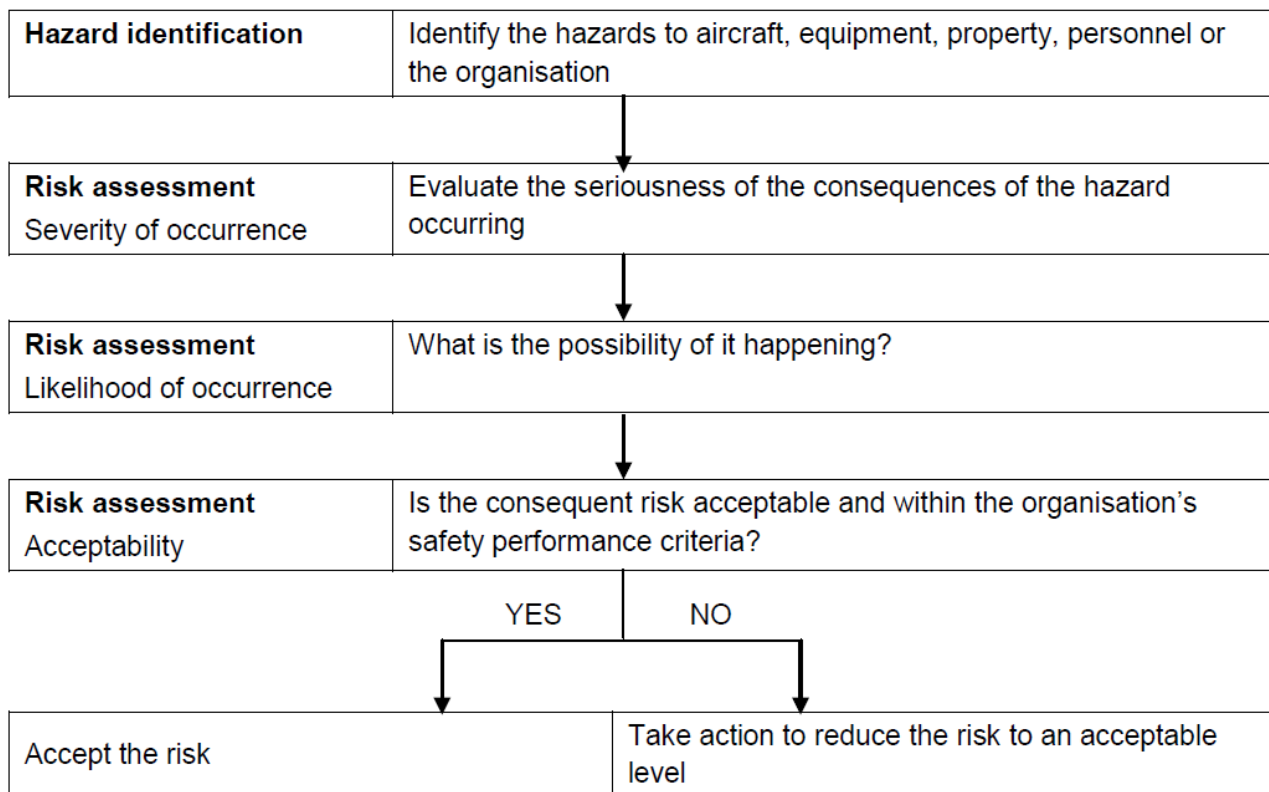 Hazard identification
Identify the hazards to aircraft, equipment, property, personnel or
the organisation
Risk assessment
Severity of occurrence
Evaluate the seriousness of the consequences of the hazard
occurring
Risk assessment
Likelihood of occurrence
What is the possibility of it happening?
Risk assessment
Acceptability
Is the consequent risk acceptable and within the organisation's
safety performance criteria?
YES
NO
Accept the risk
Take action to reduce the risk to an acceptable
level